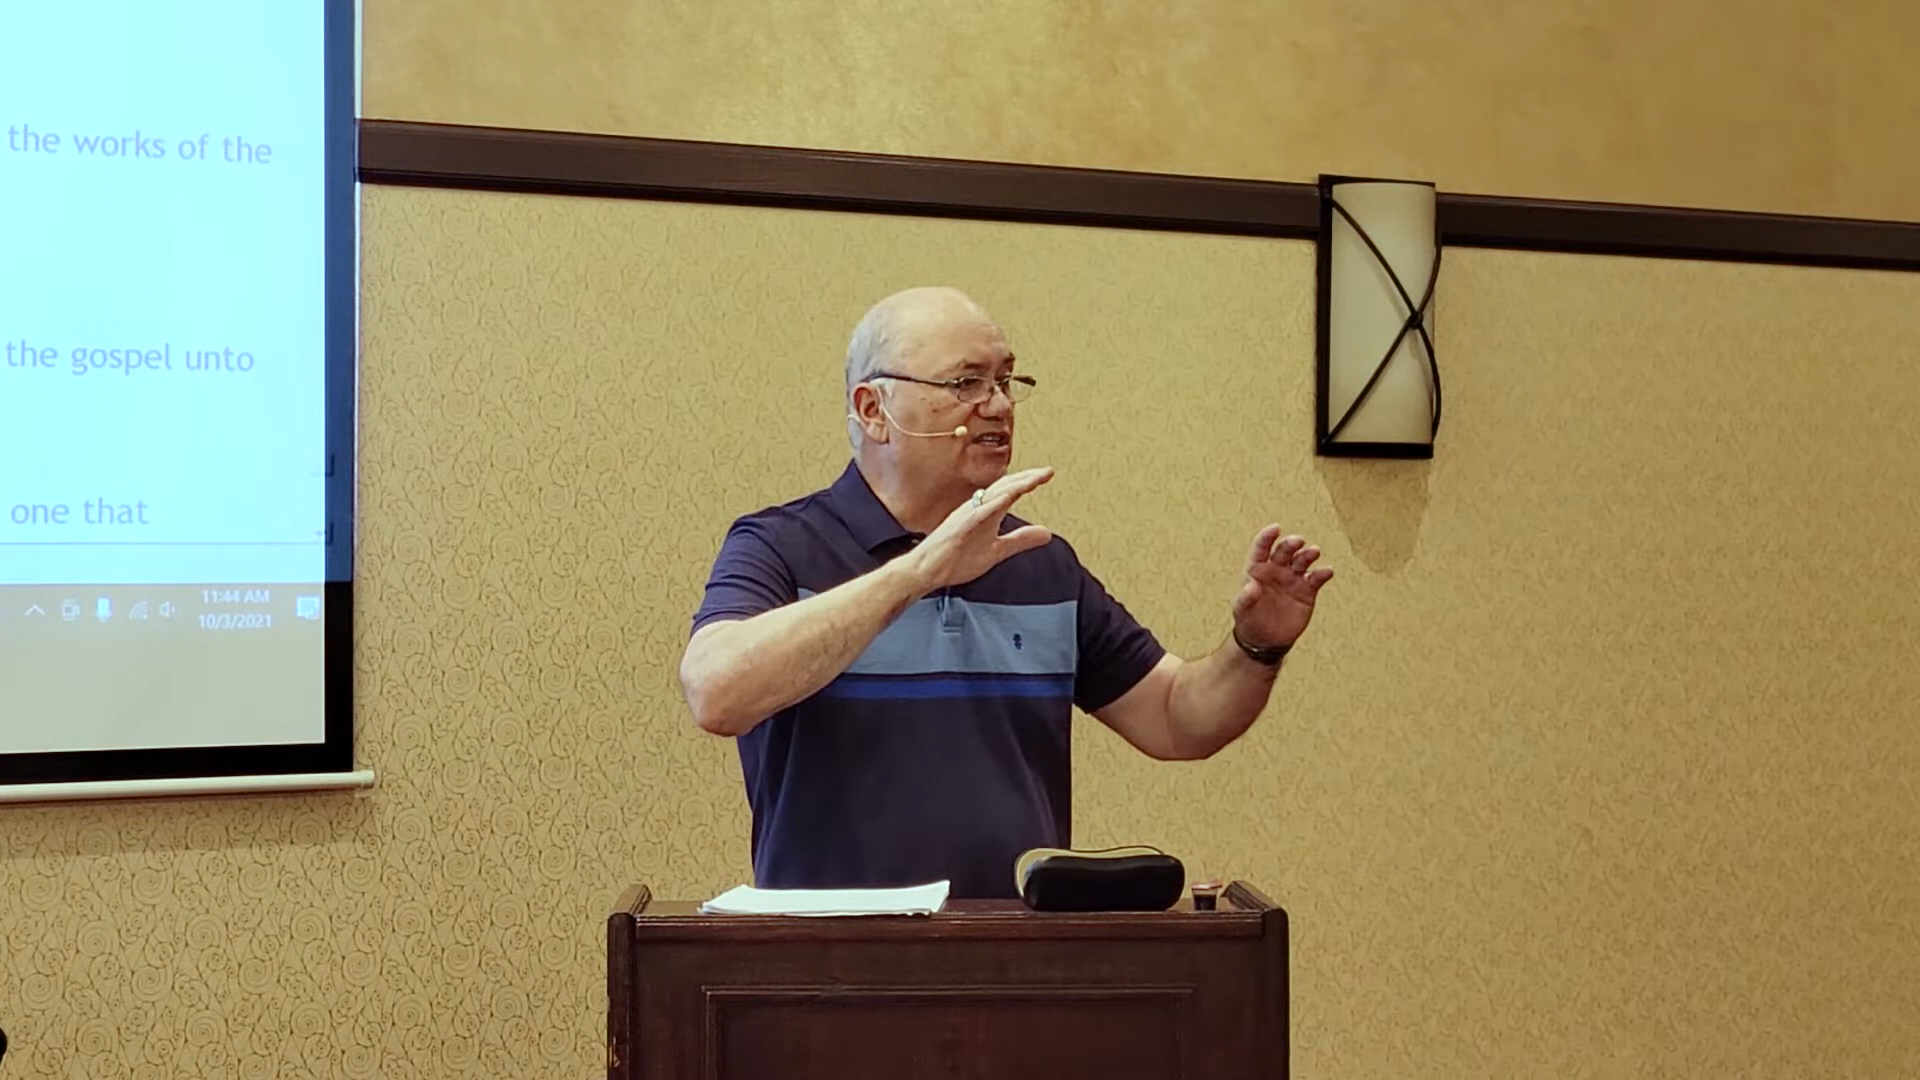 the works of the
the gospel unto
one that
11:44 AM
10/3/2021